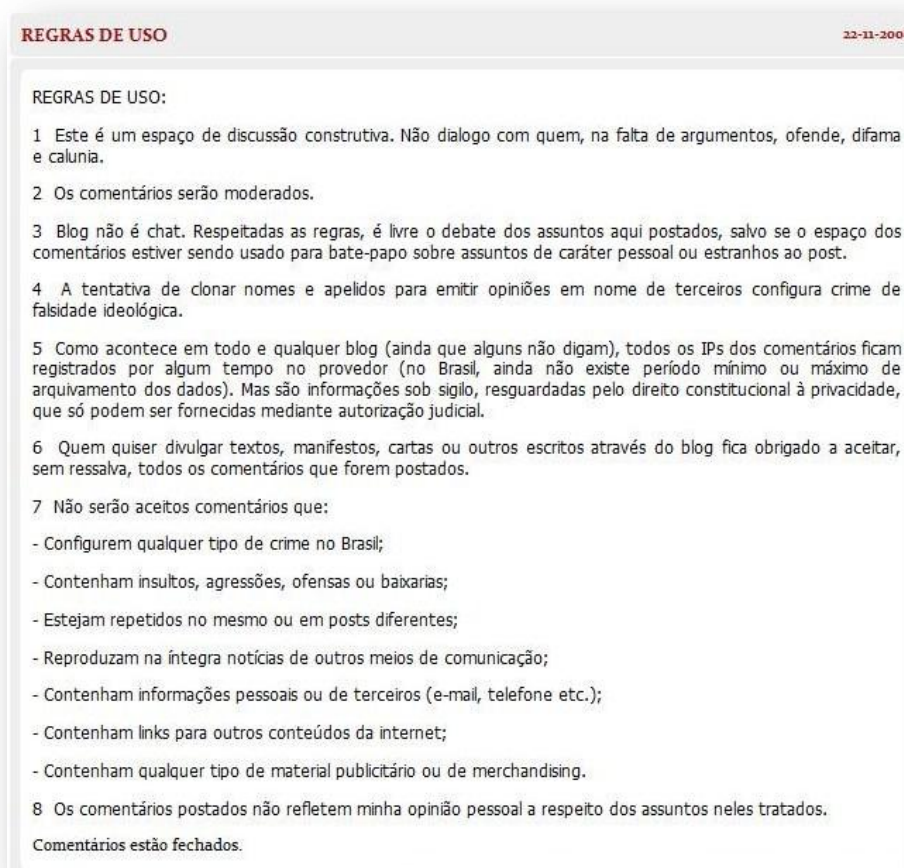 REGRAS DE USO
22-11-200
REGRAS DE USO:
1 Este é um espaço de discussão construtiva. Não dialogo com quem, na falta de argumentos, ofende, difama
e calunia.
2 Os comentários serão moderados.
3 Blog não é chat. Respeitadas as regras, é livre o debate dos assuntos aqui postados, salvo se o espaço dos
comentários estiver sendo usado para bate-papo sobre assuntos de caráter pessoal ou estranhos ao post.
4 A tentativa de clonar nomes e apelidos para emitir opiniões em nome de terceiros configura crime de
falsidade ideológica.
5 Como acontece em todo e qualquer blog (ainda que alguns não digam), todos os IPs dos comentários ficam
registrados por algum tempo no provedor (no Brasil, ainda não existe período mínimo ou máximo de
arquivamento dos dados). Mas são informações sob sigilo, resguardadas pelo direito constitucional à privacidade,
que só podem ser fornecidas mediante autorização judicial.
6 Quem quiser divulgar textos, manifestos, cartas ou outros escritos através do blog fica obrigado a aceitar,
sem ressalva, todos os comentários que forem postados.
7 Não serão aceitos comentários que:
- Configurem qualquer tipo de crime no Brasil;
- Contenham insultos, agressões, ofensas ou baixarias;
- Estejam repetidos no mesmo ou em posts diferentes;
- Reproduzam na íntegra notícias de outros meios de comunicação;
- Contenham informações pessoais ou de terceiros (e-mail, telefone etc.);
- Contenham links para outros conteúdos da internet;
- Contenham qualquer tipo de material publicitário ou de merchandising.
8 Os comentários postados não refletem minha opinião pessoal a respeito dos assuntos neles tratados.
Comentários estão fechados.